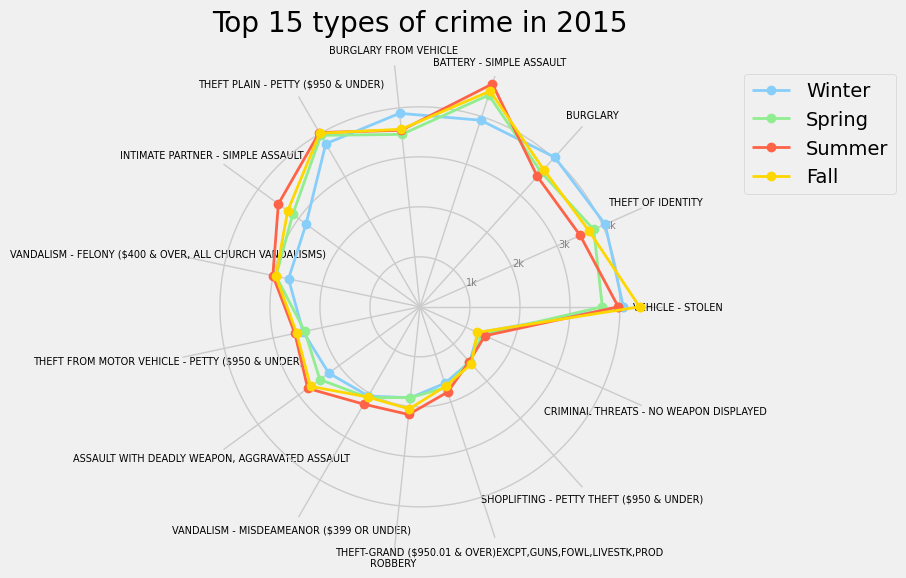 Top 15 types of crime in 2015
BURGLARY FROM VEHICLE
BATTERY - SIMPLE ASSAULT
THEFT PLAIN - PETTY ($950 & UNDER)
BURGLARY
INTIMATE PARTNER - SIMPLE ASSAULT
THEFT OF IDENTITY
VANDALISM - FELONY ($400 & OVER, ALL CHURCH VANDALISMS)
VEHICLE - STOLEN
THEFT FROM MOTOR VEHICLE - PETTY ($950 & UNDER)
CRIMINAL THREATS - NO WEAPON DISPLAYED
ASSAULT WITH DEADLY WEAPON, AGGRAVATED ASSAULT
SHOPLIFTING - PETTY THEFT ($950 & UNDER)
VANDALISM - MISDEAMEANOR ($399 OR UNDER)
THEFT-GRAND ($950.01 & OVER)EXCPT,GUNS,FOWL,LIVESTK,PROD
ROBBERY
1k
2k
3k
Winter
Spring
Summer
Fall